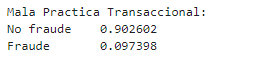 Mala Practica Transaccional:
No fraude    0.902602
Fraude       0.097398